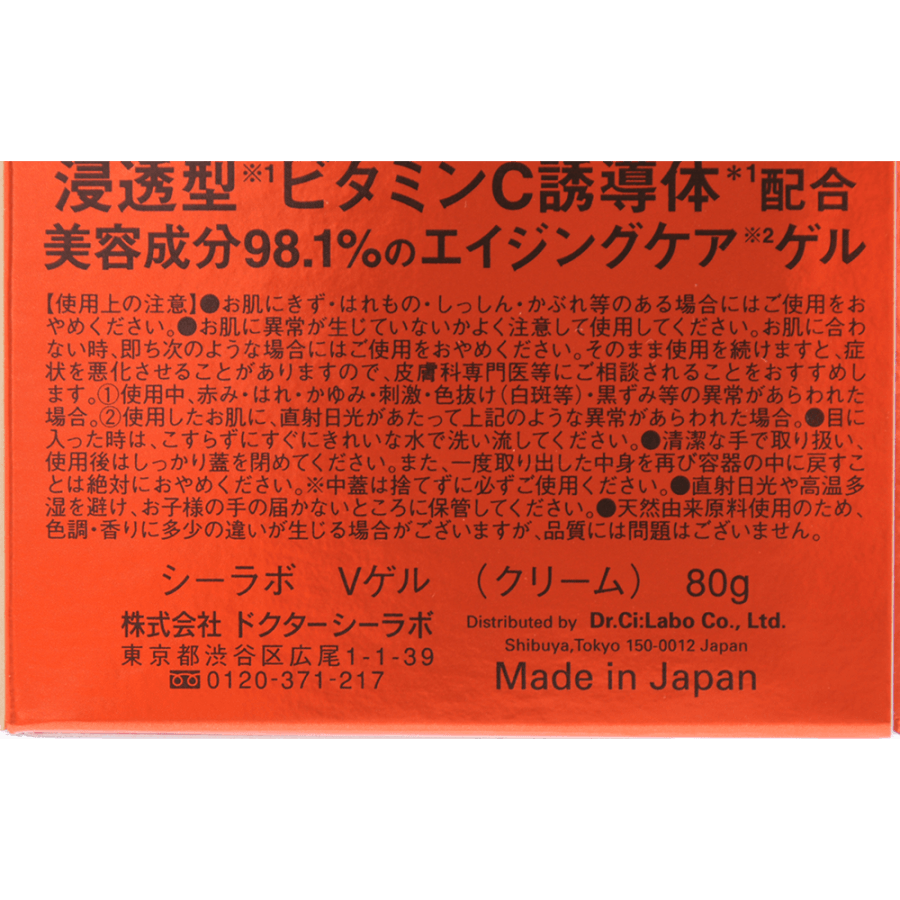 浸透型※1ビタミンC誘導体*1配合
美容成分98.1%のエイジングケア※2ゲル
【使用上の注意】●お肌にきず・はれもの・しっしん・かぶれ等のある場合にはご使用をお
やめください。●お肌に異常が生じていないかよく注意して使用してください。お肌に合わ
ない時、即ち次のような場合にはご使用をおやめください。そのまま使用を続けますと、症
状を悪化させることがありますので、皮膚科専門医等にご相談されることをおすすめしま
す。①使用中、赤み・はれ・かゆみ・刺激・色抜け(白斑等)・黒ずみ等の異常があらわれた
場合。②使用したお肌に、直射日光があたって上記のような異常があらわれた場合。●目に
入った時は、こすらずにすぐにきれいな水で洗い流してください。●清潔な手で取り扱い、
使用後はしっかり蓋を閉めてください。また、一度取り出した中身を再び容器の中に戻すこ
とは絶対におやめください。※中蓋は捨てずに必ずご使用ください。●直射日光や高温多
湿を避け、お子様の手の届かないところに保管してください。●天然由来原料使用のため、
色調・香りに多少の違いが生じる場合がございますが、品質には問題はございません。
シーラボ Vゲル (クリーム) 80g
株式会社 ドクターシーラボ
東京都渋谷区広尾1-1-39
0120-371-217
Distributed by Dr.Ci:Labo Co., Ltd.
Shibuya,Tokyo 150-0012 Japan
Made in Japan